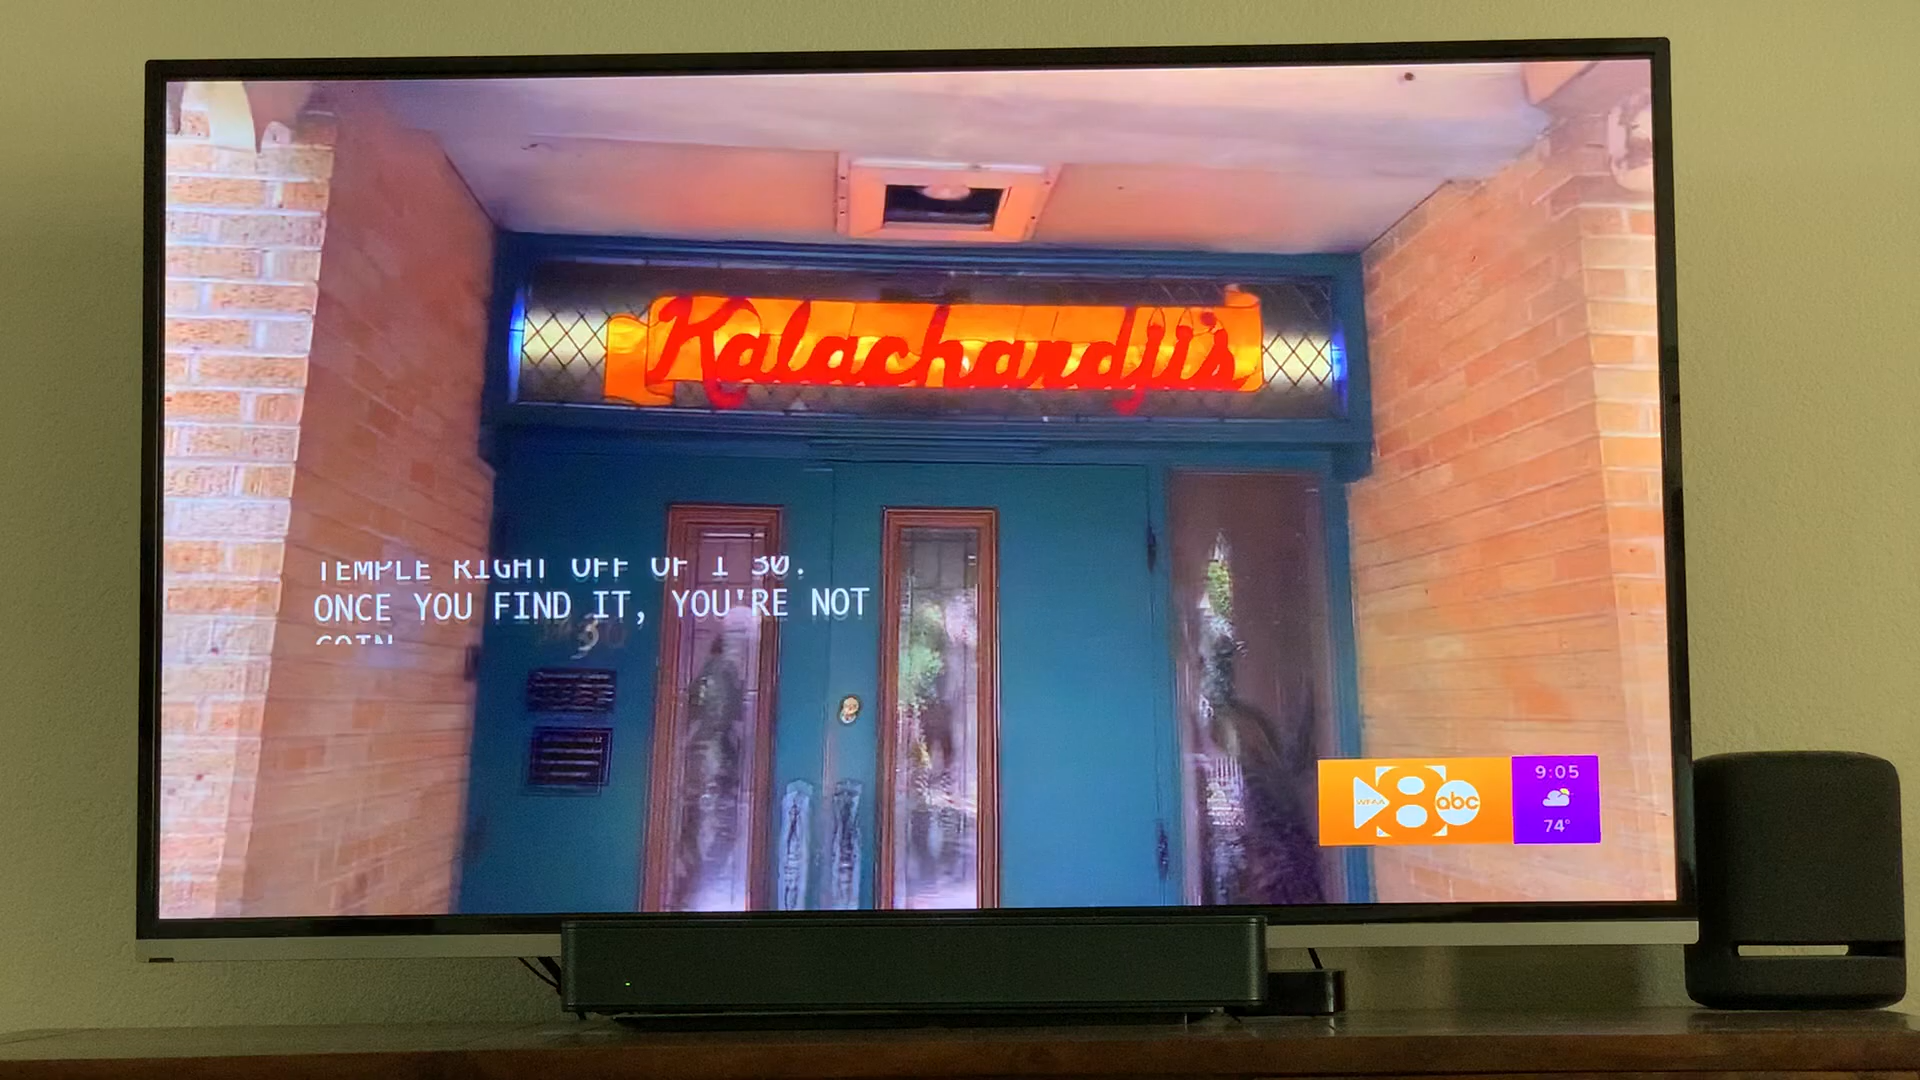 Kalachandji's
TEMPLE RIGHT OFF OF I 30.
ONCE YOU FIND IT, YOU'RE NOT
GOIN
WFAA 8 abc
9:05
74°